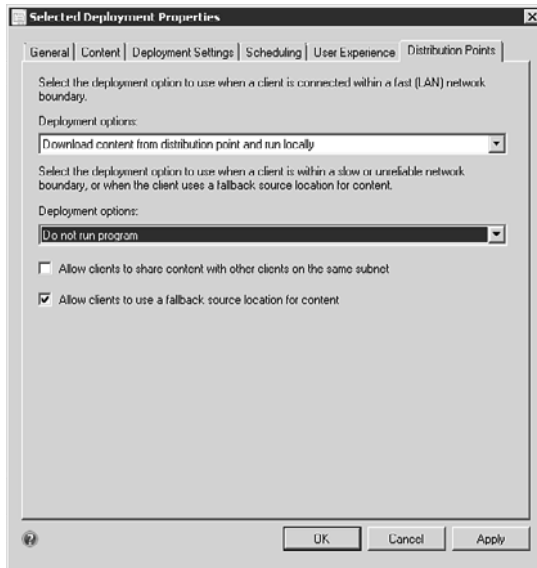 Selected Deployment Properties
General
Content
Deployment Settings
Scheduling
User Experience
Distribution Points
Select the deployment option to use when a client is connected within a fast (LAN) network
boundary.
Deployment options:
Download content from distribution point and run locally
Select the deployment option to use when a client is within a slow or unreliable network
boundary, or when the client uses a fallback source location for content.
Deployment options:
Do not run program
Allow clients to share content with other clients on the same subnet
Allow clients to use a fallback source location for content
OK
Cancel
Apply